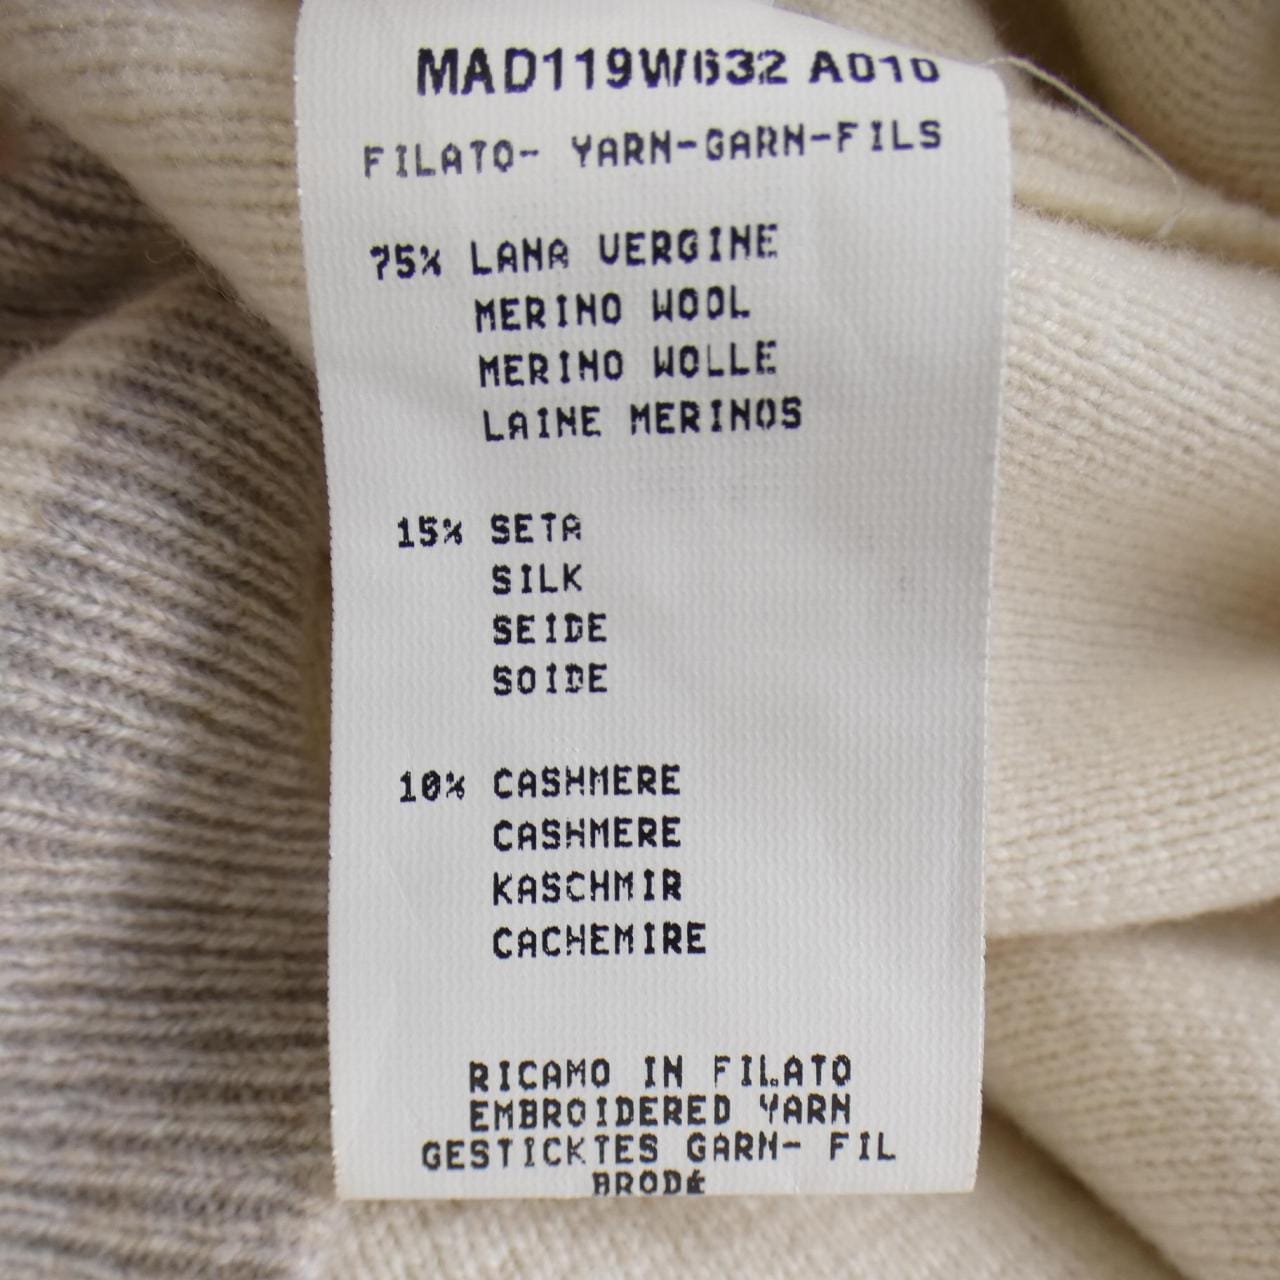 MAD119W632 A010
FILATO- YARN-GARN-FILS
75% LANA VERGINE
MERINO WOOL
MERINO WOLLE
LAINE MERINOS
15% SETA
SILK
SEIDE
SOIDE
10% CASHMERE
CASHMERE
KASCHMIR
CACHEMIRE
RICAMO IN FILATO
EMBROIDERED YARN
GESTICKTES GARN- FIL
BRODé